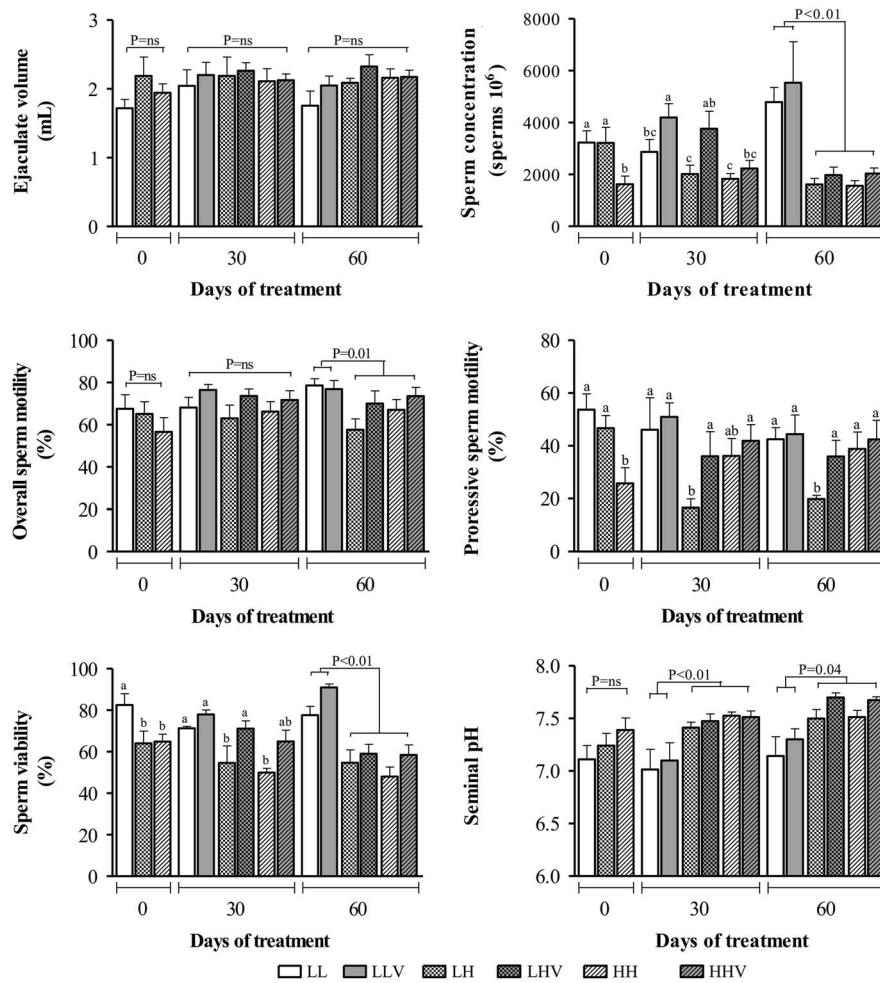 P=ns P=ns P=ns
Ejaculate volume
(mL)
3
2
1
0
0 30 60
Days of treatment
P<0.01
Sperm concentration
(sperms 10⁶)
8000
6000
4000
2000
0
a a b bc a c ab c bc
0 30 60
Days of treatment
P=ns P=ns P=0.01
Overall sperm motility
(%)
100
80
60
40
20
0
0 30 60
Days of treatment
Proressive sperm motility
(%)
80
60
40
20
0
a a b a a b a ab a a a b a a a
0 30 60
Days of treatment
P<0.01
Sperm viability
(%)
100
80
60
40
20
0
a b b a a b a b ab
0 30 60
Days of treatment
P=ns P<0.01 P=0.04
Seminal pH
8.0
7.5
7.0
6.5
6.0
0 30 60
Days of treatment
LL LLV LH LHV HH HHV